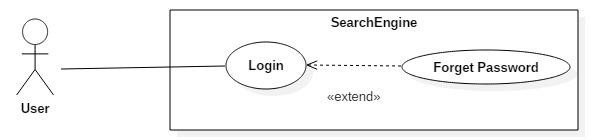 SearchEngine
Login
Forget Password
«extend»
User